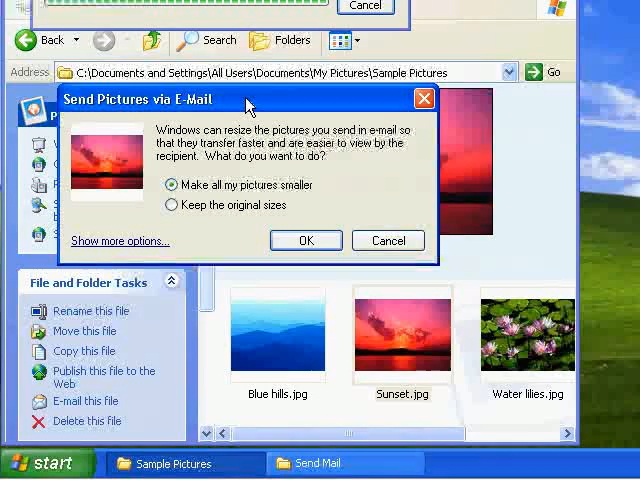 Cancel
Back
Search
Folders
Address
C:\Documents and Settings\All Users\Documents\My Pictures\Sample Pictures
Go
Send Pictures via E-Mail
Windows can resize the pictures you send in e-mail so
that they transfer faster and are easier to view by the
recipient. What do you want to do?
Make all my pictures smaller
Keep the original sizes
Show more options...
OK
Cancel
File and Folder Tasks
Rename this file
Move this file
Copy this file
Publish this file to the
Web
E-mail this file
Delete this file
Blue hills.jpg
Sunset.jpg
Water lilies.jpg
start
Sample Pictures
Send Mail